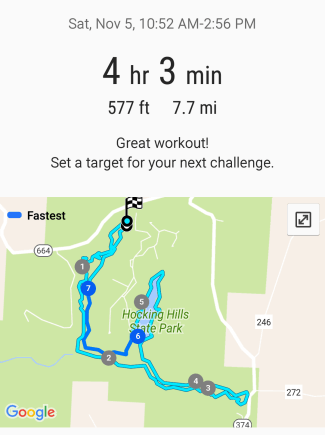 Sat, Nov 5, 10:52 AM-2:56 PM
4 hr 3 min
577 ft 7.7 mi
Great workout!
Set a target for your next challenge.
Fastest
664
1
7
5
Hocking Hills
State Park
6
246
2
4
3
272
Google
374